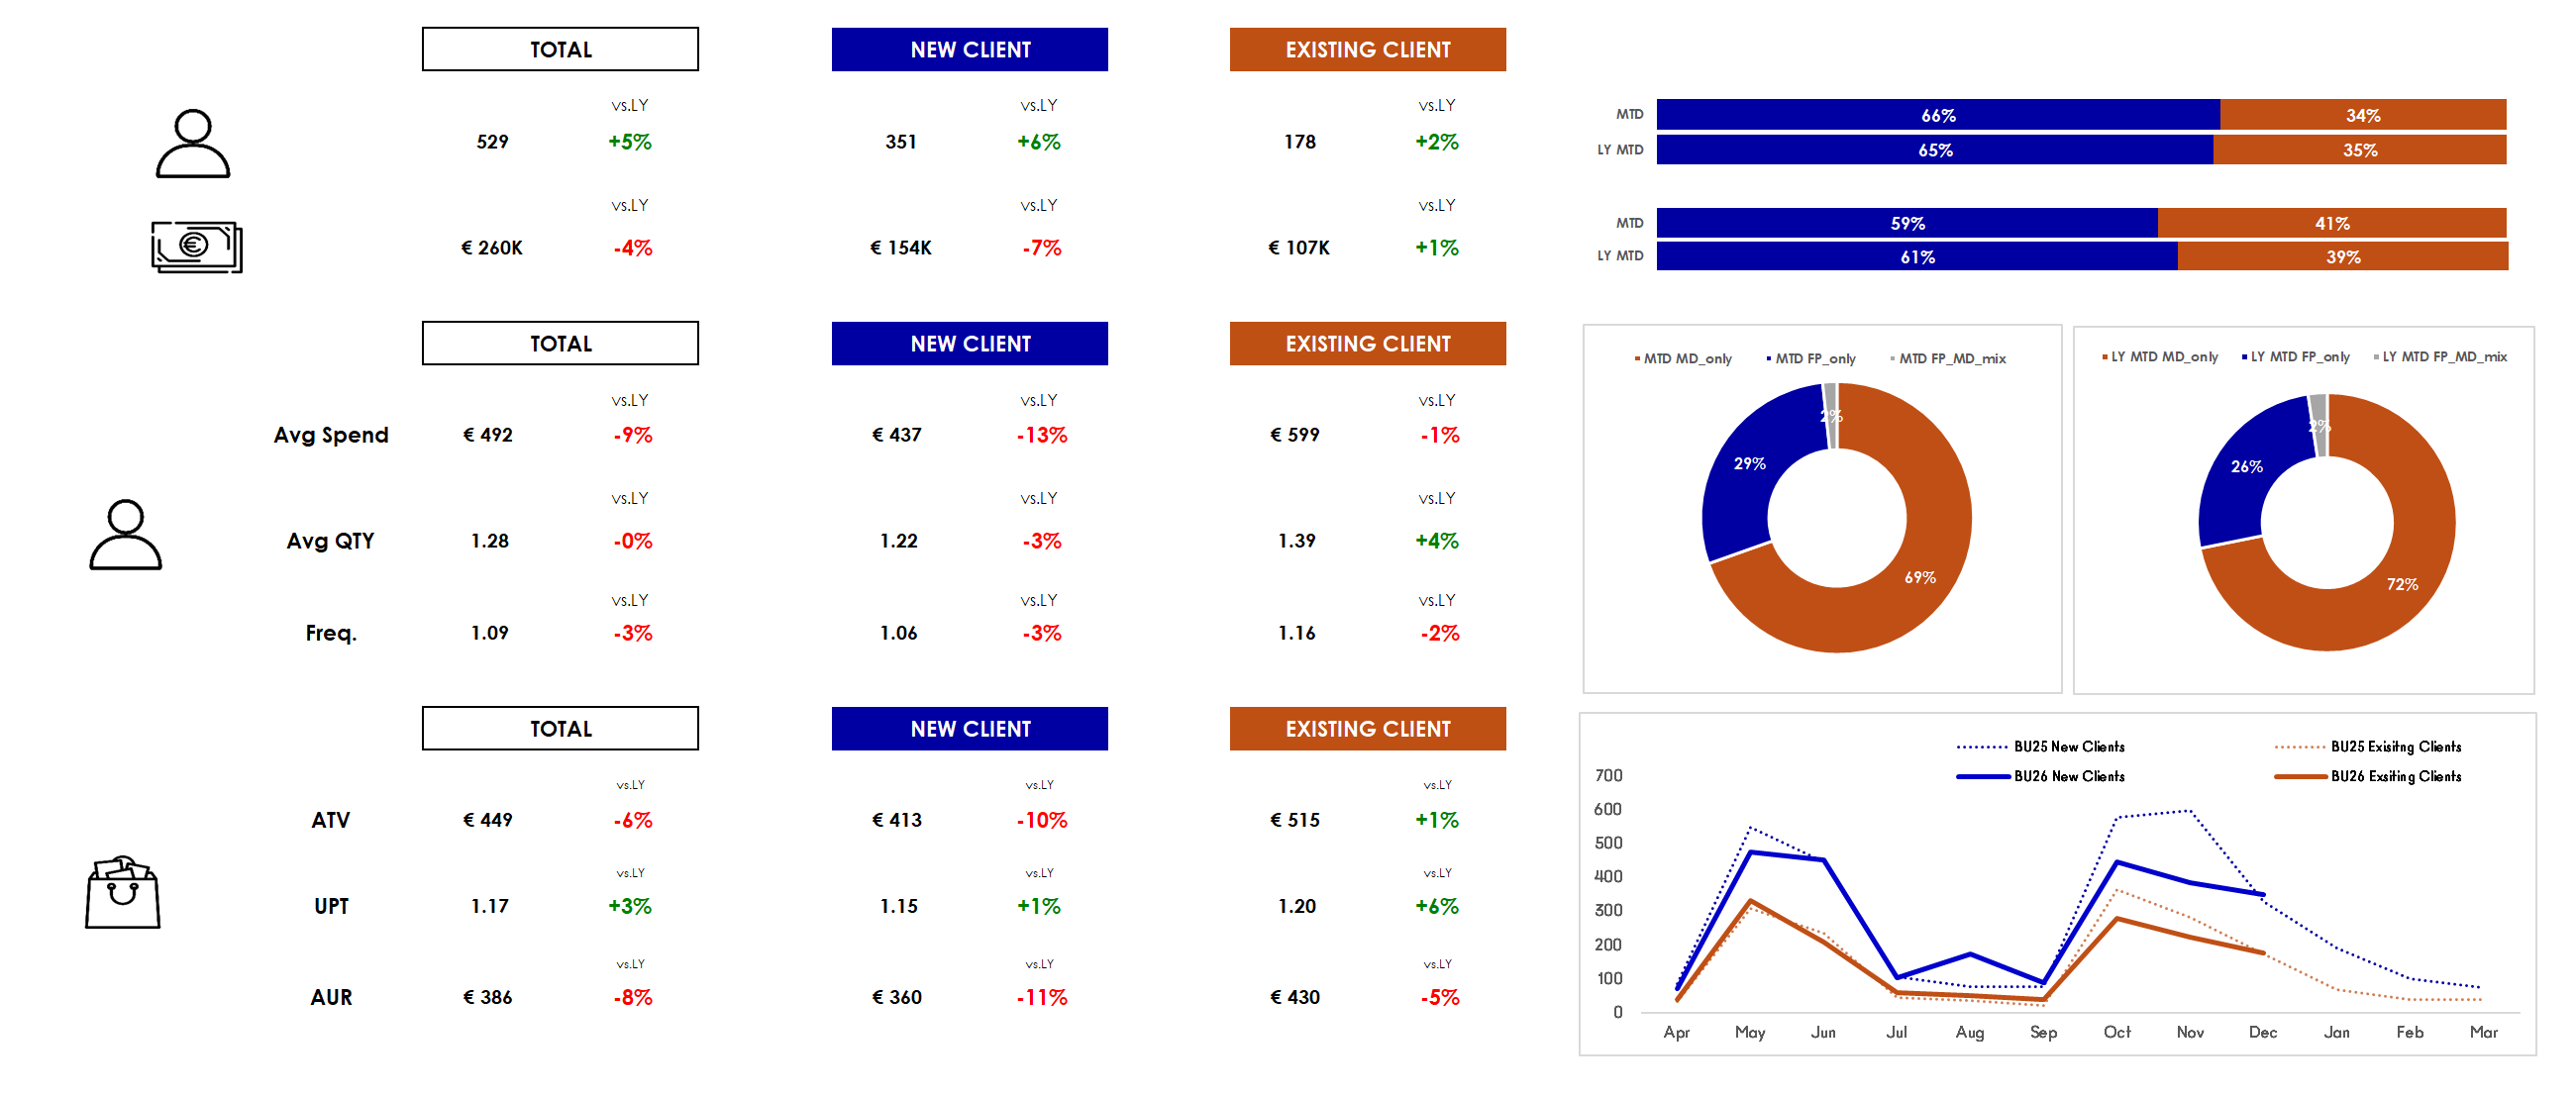 TOTAL NEW CLIENT EXISTING CLIENT
vs.LY vs.LY vs.LY
529 +5% 351 +6% 178 +2%
vs.LY vs.LY vs.LY
€ 260K -4% € 154K -7% € 107K +1%
MTD 66% 34%
LY MTD 65% 35%
MTD 59% 41%
LY MTD 61% 39%
TOTAL NEW CLIENT EXISTING CLIENT
vs.LY vs.LY vs.LY
Avg Spend € 492 -9% € 437 -13% € 599 -1%
vs.LY vs.LY vs.LY
Avg QTY 1.28 -0% 1.22 -3% 1.39 +4%
vs.LY vs.LY vs.LY
Freq. 1.09 -3% 1.06 -3% 1.16 -2%
MTD MD_only MTD FP_only MTD FP_MD_mix
2%
29%
69%
LY MTD MD_only LY MTD FP_only LY MTD FP_MD_mix
2%
26%
72%
TOTAL NEW CLIENT EXISTING CLIENT
vs.LY vs.LY vs.LY
ATV € 449 -6% € 413 -10% € 515 +1%
vs.LY vs.LY vs.LY
UPT 1.17 +3% 1.15 +1% 1.20 +6%
vs.LY vs.LY vs.LY
AUR € 386 -8% € 360 -11% € 430 -5%
BU25 New Clients BU25 Exisitng Clients
BU26 New Clients BU26 Exsiting Clients
700
600
500
400
300
200
100
0
Apr May Jun Jul Aug Sep Oct Nov Dec Jan Feb Mar